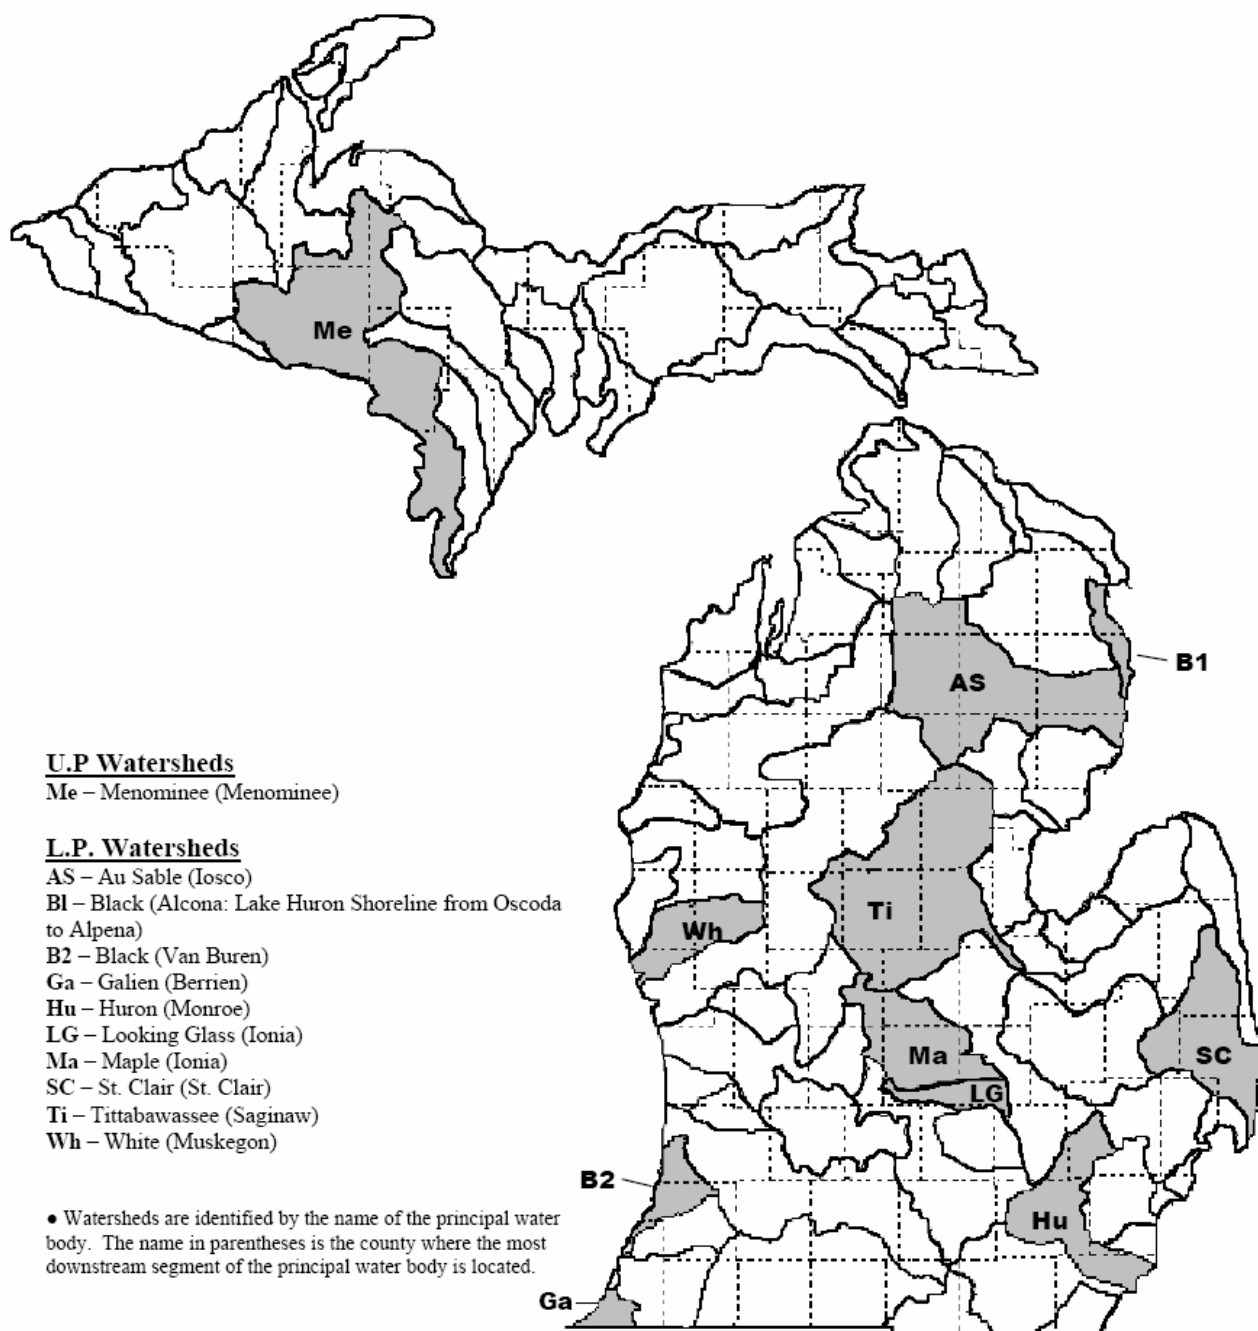 Me
B1
AS
U.P Watersheds
Me – Menominee (Menominee)
L.P. Watersheds
AS – Au Sable (Iosco)
Bl – Black (Alcona: Lake Huron Shoreline from Oscoda
to Alpena)
B2 – Black (Van Buren)
Ga – Galien (Berrien)
Hu – Huron (Monroe)
LG – Looking Glass (Ionia)
Ma – Maple (Ionia)
SC – St. Clair (St. Clair)
Ti – Tittabawassee (Saginaw)
Wh – White (Muskegon)
Ti
Wh
Ma
SC
LG
B2
Hu
Ga
● Watersheds are identified by the name of the principal water
body. The name in parentheses is the county where the most
downstream segment of the principal water body is located.